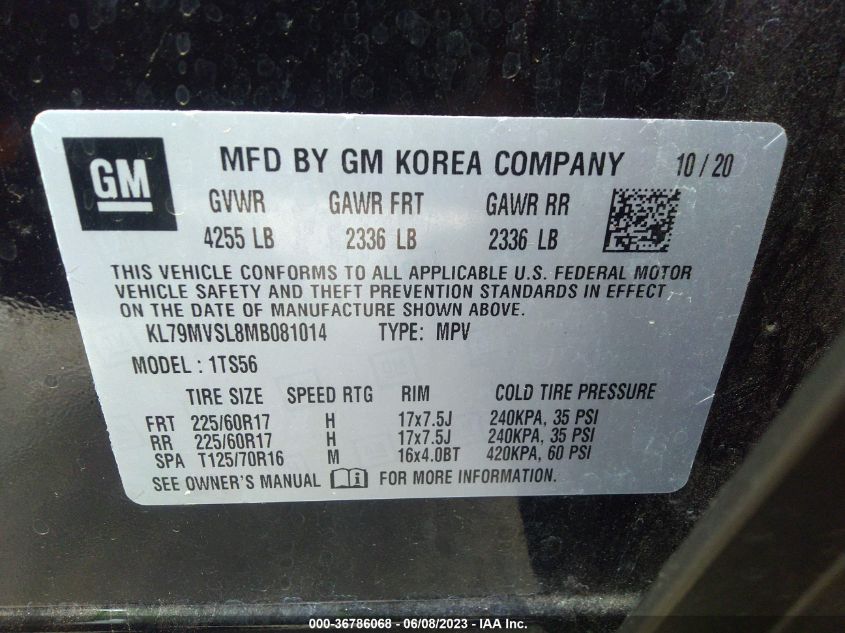 GM MFD BY GM KOREA COMPANY 10 / 20
GVWR GAWR FRT GAWR RR
4255 LB 2336 LB 2336 LB
THIS VEHICLE CONFORMS TO ALL APPLICABLE U.S. FEDERAL MOTOR
VEHICLE SAFETY AND THEFT PREVENTION STANDARDS IN EFFECT
ON THE DATE OF MANUFACTURE SHOWN ABOVE.
KL79MVSL8MB081014 TYPE: MPV
MODEL : 1TS56
TIRE SIZE SPEED RTG RIM COLD TIRE PRESSURE
FRT 225/60R17 H 17x7.5J 240KPA, 35 PSI
RR 225/60R17 H 17x7.5J 240KPA, 35 PSI
SPA T125/70R16 M 16x4.0BT 420KPA, 60 PSI
SEE OWNER'S MANUAL FOR MORE INFORMATION.
000-36786068 - 06/08/2023 - IAA Inc.